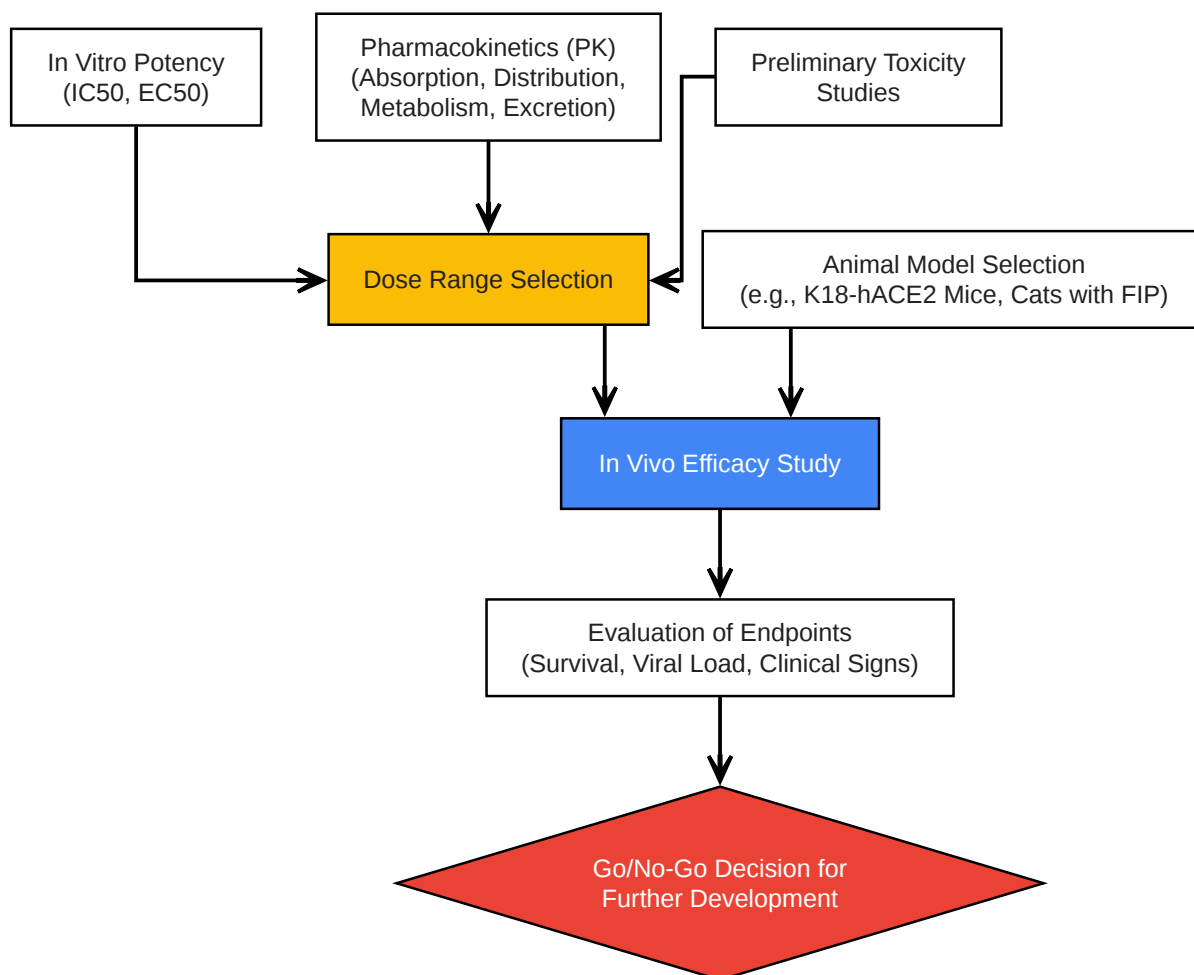 In Vitro Potency
(IC50, EC50)
Pharmacokinetics (PK)
(Absorption, Distribution,
Metabolism, Excretion)
Preliminary Toxicity
Studies
Dose Range Selection
Animal Model Selection
(e.g., K18-hACE2 Mice, Cats with FIP)
In Vivo Efficacy Study
Evaluation of Endpoints
(Survival, Viral Load, Clinical Signs)
Go/No-Go Decision for
Further Development